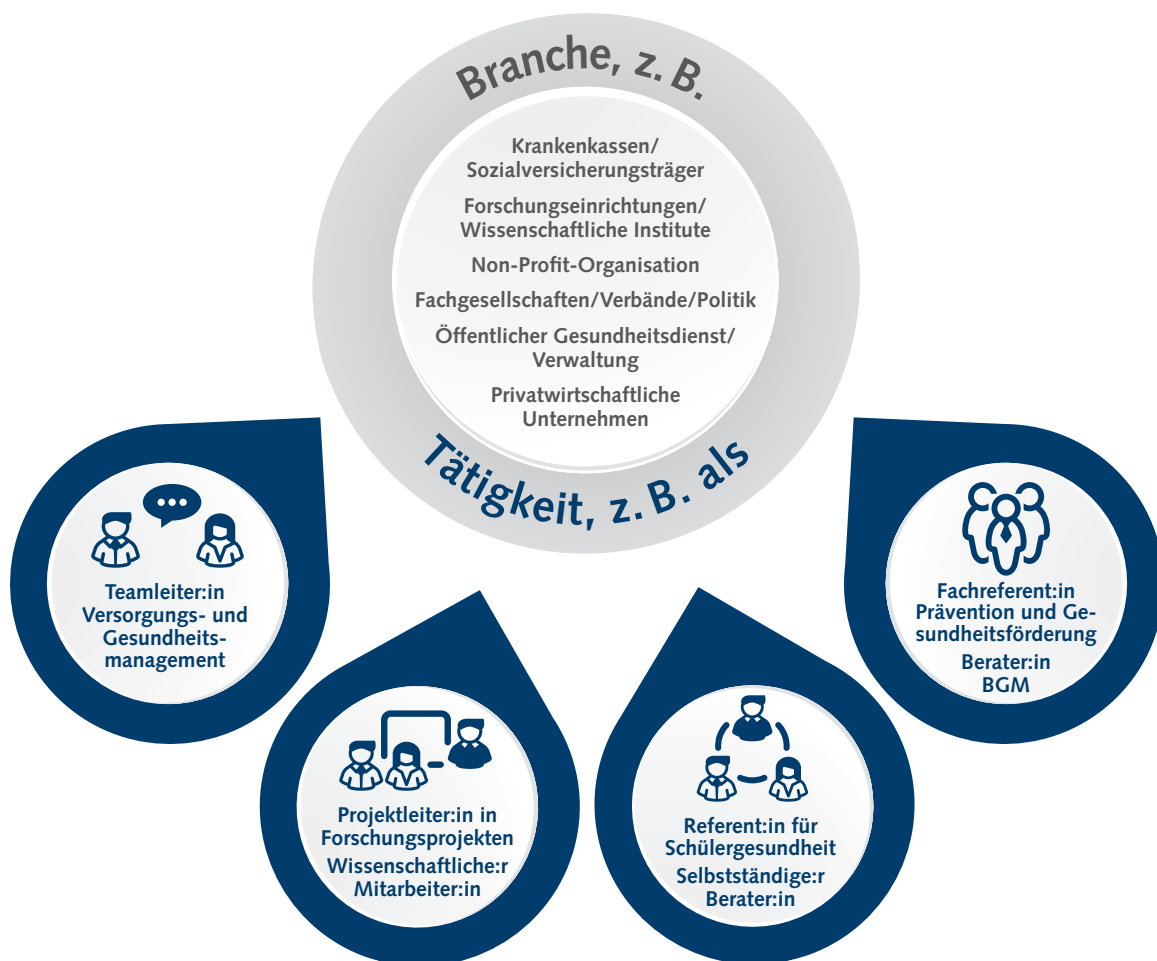 Branche, z. B.
Krankenkassen/
Sozialversicherungsträger
Forschungseinrichtungen/
Wissenschaftliche Institute
Non-Profit-Organisation
Fachgesellschaften/Verbände/Politik
Öffentlicher Gesundheitsdienst/
Verwaltung
Privatwirtschaftliche
Unternehmen
Tätigkeit, z. B. als
Teamleiter:in
Versorgungs- und
Gesundheits-
management
Projektleiter:in in
Forschungsprojekten
Wissenschaftliche:r
Mitarbeiter:in
Referent:in für
Schülergesundheit
Selbstständige:r
Berater:in
Fachreferent:in
Prävention und Ge-
sundheitsförderung
Berater:in
BGM